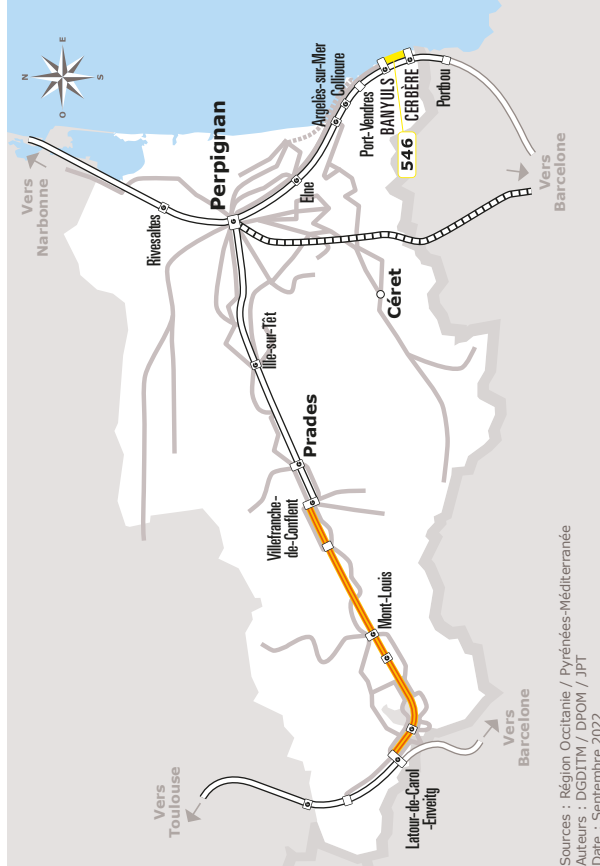 N
E
S
O
Vers
Narbonne
Rivesaltes
Perpignan
Elne
Argelès-sur-Mer
Collioure
Port-Vendres
BANYULS
CERBÈRE
546
Portbou
Vers
Barcelone
Céret
Ille-sur-Têt
Prades
Villefranche-
de-Conflent
Mont-Louis
Latour-de-Carol
-Enveitg
Vers
Toulouse
Vers
Barcelone
Sources : Région Occitanie / Pyrénées-Méditerranée
Auteurs : DGDITM / DPOM / JPT
Date : Septembre 2022